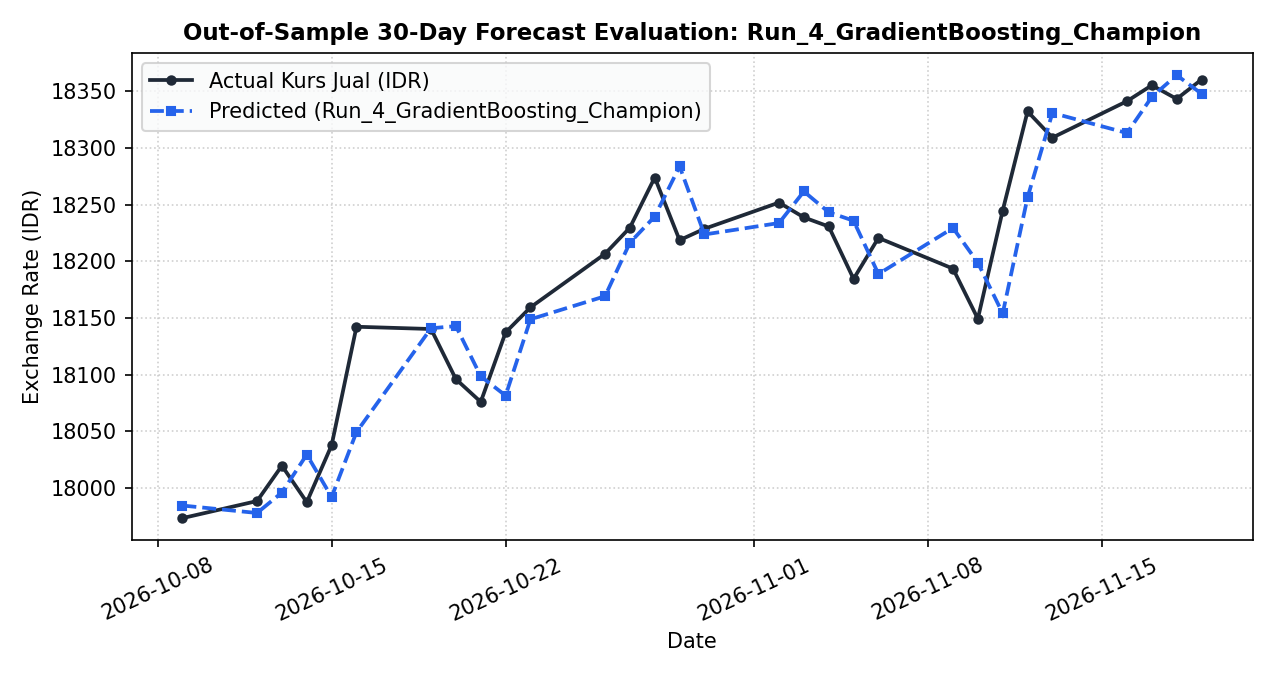 Out-of-Sample 30-Day Forecast Evaluation: Run_4_GradientBoosting_Champion
Actual Kurs Jual (IDR)
Predicted (Run_4_GradientBoosting_Champion)
Exchange Rate (IDR)
18350
18300
18250
18200
18150
18100
18050
18000
2026-10-08
2026-10-15
2026-10-22
2026-11-01
2026-11-08
2026-11-15
Date